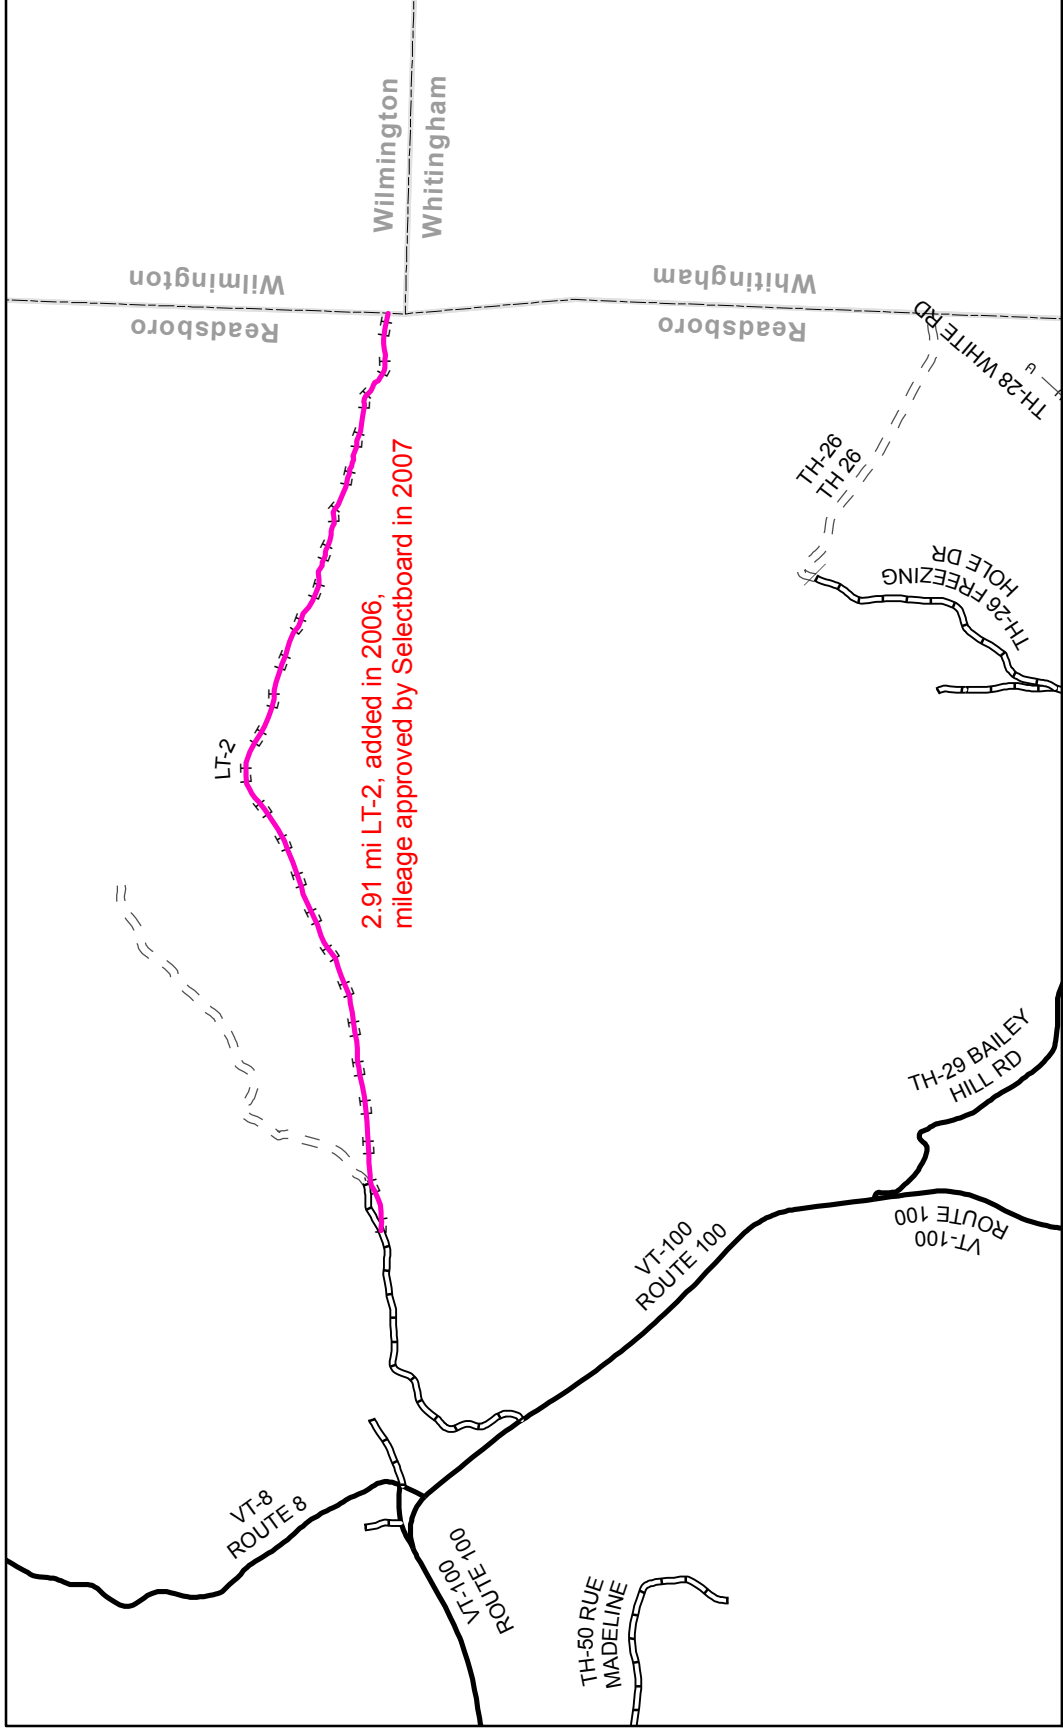 Wilmington
Whitingham
Wilmington
Readsboro
Whitingham
Readsboro
LT-2
2.91 mi LT-2, added in 2006,
mileage approved by Selectboard in 2007
TH-26
TH 26
TH-28 WHITE RD
TH-26 FREEZING
HOLE DR
TH-29 BAILEY
HILL RD
VT-100
ROUTE 100
VT-100
ROUTE 100
VT-8
ROUTE 8
VT-100
ROUTE 100
TH-50 RUE
MADELINE